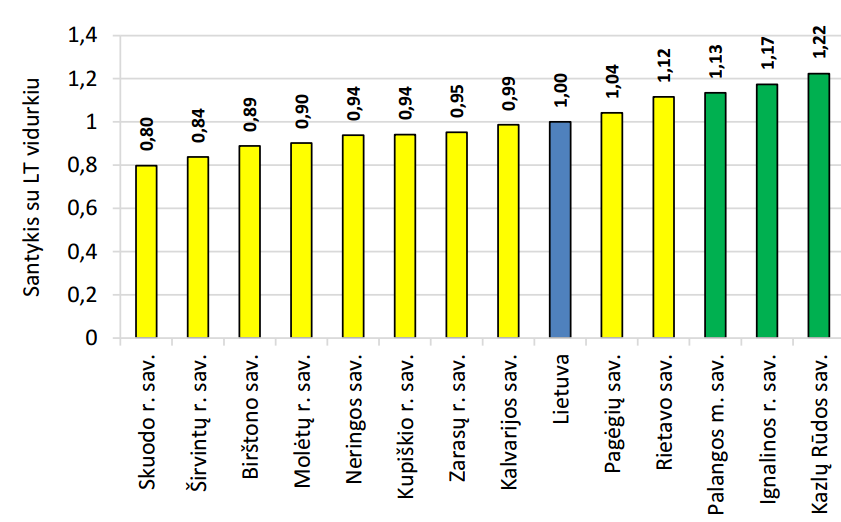 Santykis su LT vidurkiu
1,4
1,2
1
0,8
0,6
0,4
0,2
0
0,80
0,84
0,89
0,90
0,94
0,94
0,95
0,99
1,00
1,04
1,12
1,13
1,17
1,22
Skuodo r. sav.
Širvintų r. sav.
Birštono sav.
Molėtų r. sav.
Neringos sav.
Kupiškio r. sav.
Zarasų r. sav.
Kalvarijos sav.
Lietuva
Pagėgių sav.
Rietavo sav.
Palangos m. sav.
Ignalinos r. sav.
Kazlų Rūdos sav.